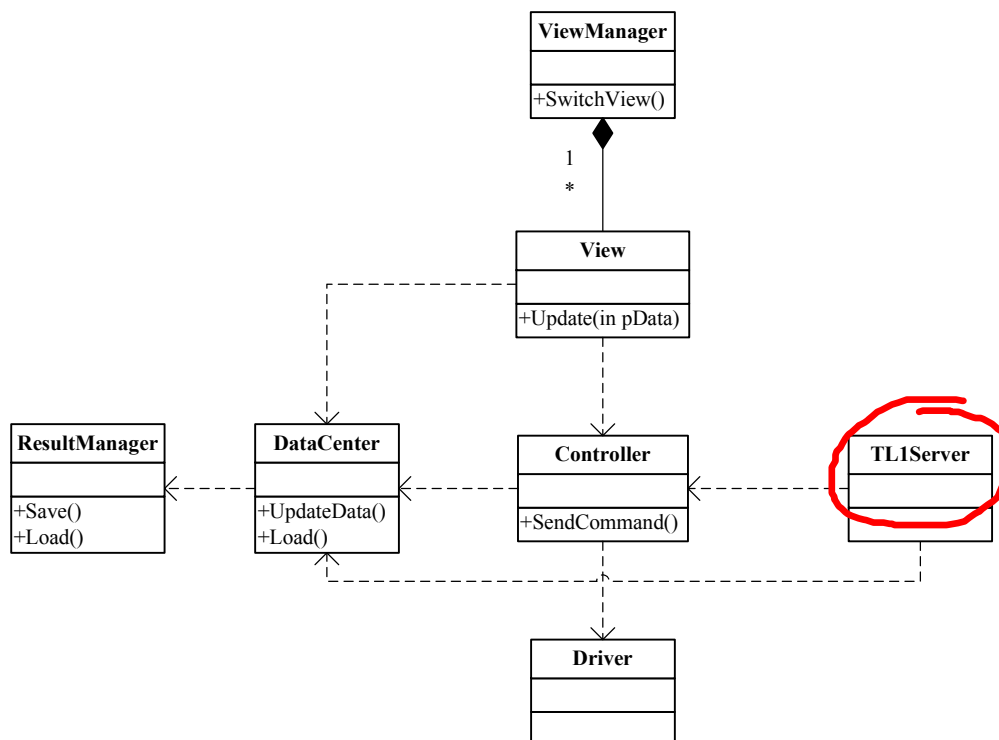 ViewManager
+SwitchView()
1
*
View
+Update(in pData)
ResultManager
+Save()
+Load()
DataCenter
+UpdateData()
+Load()
Controller
+SendCommand()
TL1Server
Driver